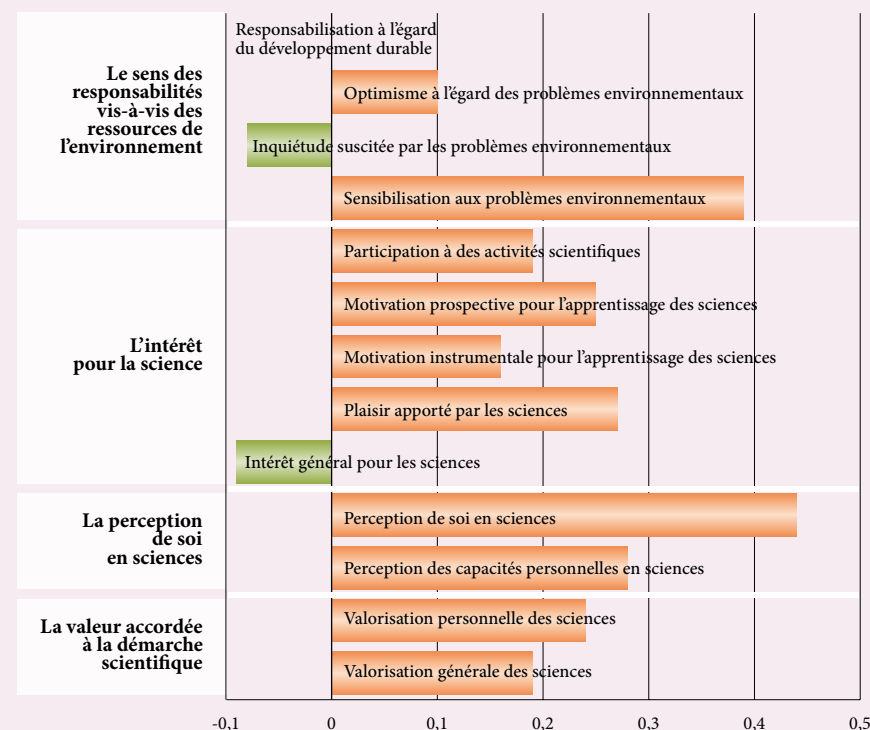 Le sens des
responsabilités
vis-à-vis des
ressources de
l'environnement
Responsabilisation à l'égard
du développement durable
Optimisme à l'égard des problèmes environnementaux
Inquiétude suscitée par les problèmes environnementaux
Sensibilisation aux problèmes environnementaux
L'intérêt
pour la science
Participation à des activités scientifiques
Motivation prospective pour l'apprentissage des sciences
Motivation instrumentale pour l'apprentissage des sciences
Plaisir apporté par les sciences
Intérêt général pour les sciences
La perception
de soi
en sciences
Perception de soi en sciences
Perception des capacités personnelles en sciences
La valeur accordée
à la démarche
scientifique
Valorisation personnelle des sciences
Valorisation générale des sciences
-0,1 0 0,1 0,2 0,3 0,4 0,5